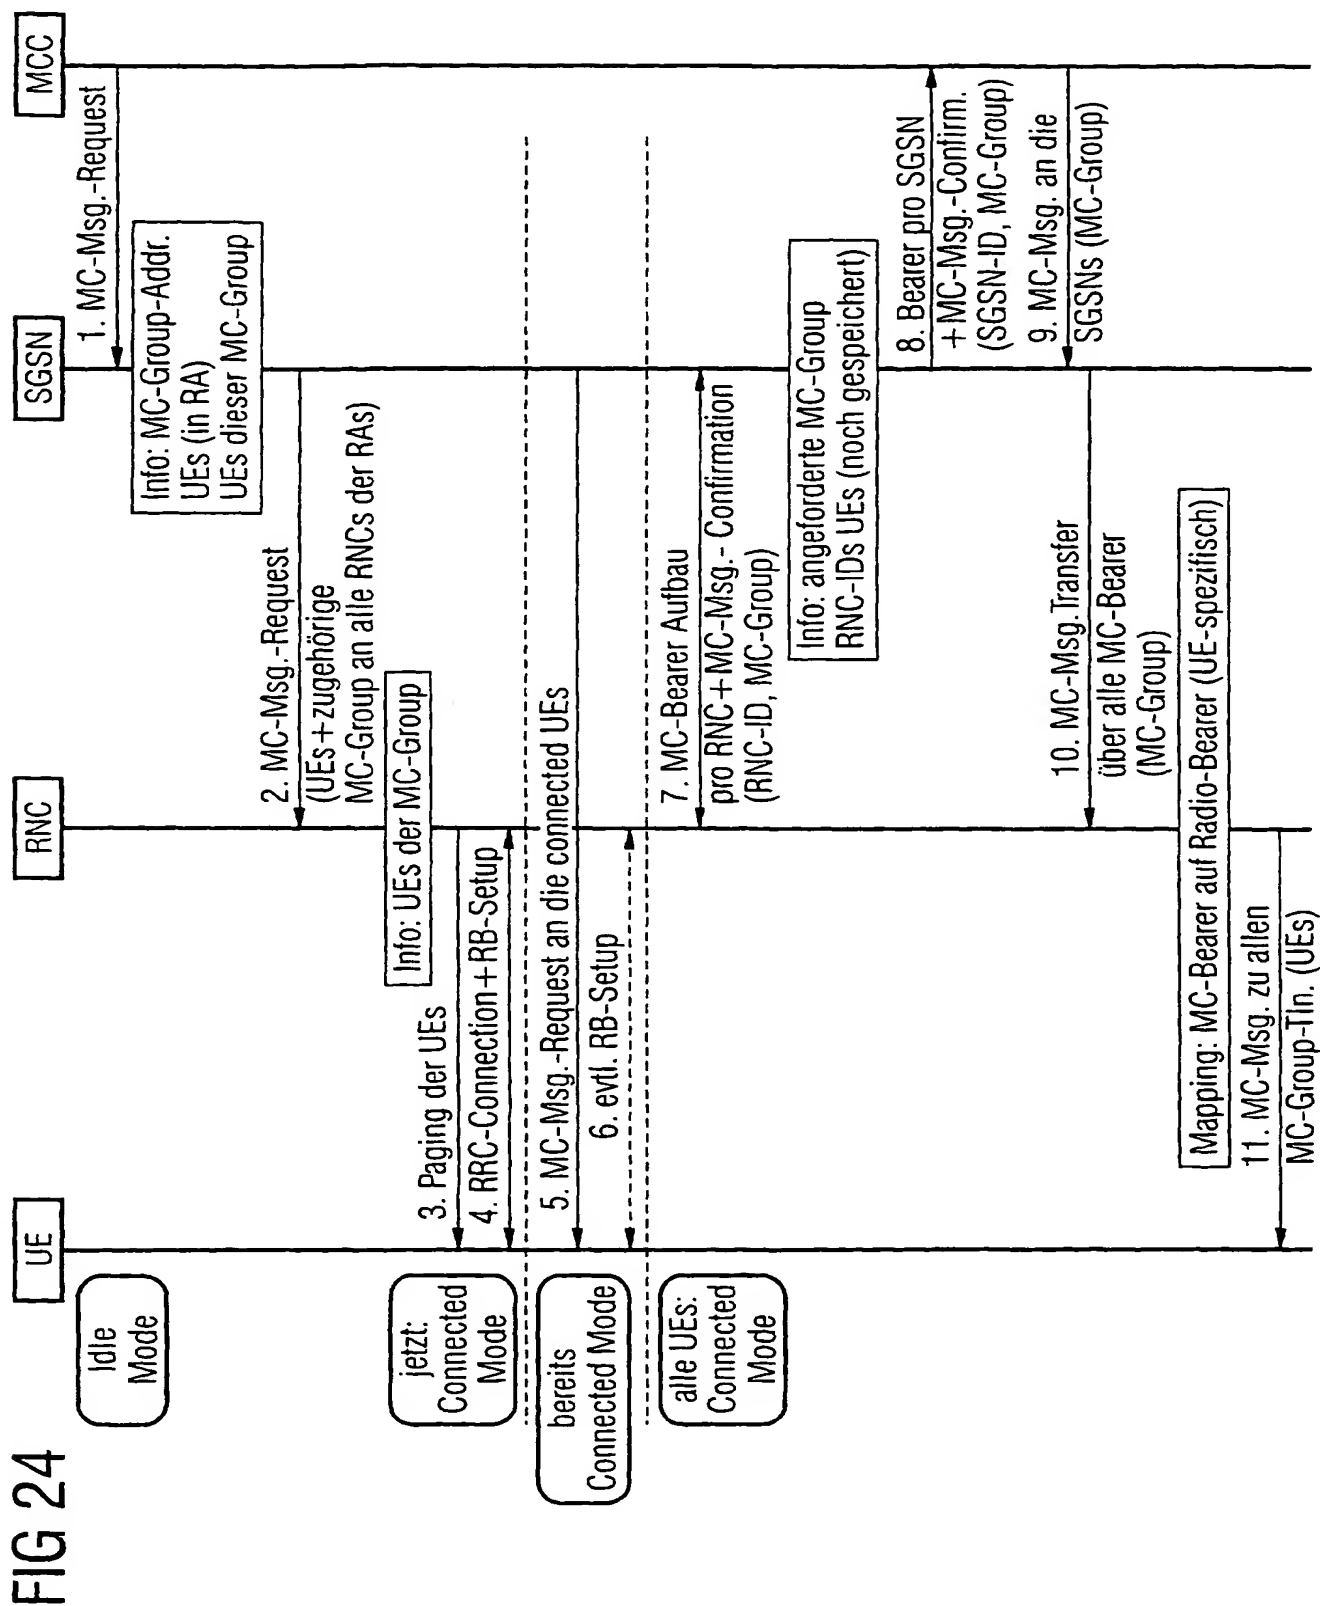 FIG 24
UE
RNC
SGSN
MCC
Idle
Mode
1. MC-Msg.-Request
Info: MC-Group-Addr.
UEs (in RA)
UEs dieser MC-Group
2. MC-Msg.-Request
(UEs+zugehörige
MC-Group an alle RNCs der RAs)
Info: UEs der MC-Group
jetzt:
Connected
Mode
3. Paging der UEs
4. RRC-Connection+RB-Setup
bereits
Connected Mode
5. MC-Msg.-Request an die connected UEs
6. evtl. RB-Setup
alle UEs:
Connected
Mode
7. MC-Bearer Aufbau
pro RNC+MC-Msg.- Confirmation
(RNC-ID, MC-Group)
Info: angeforderte MC-Group
RNC-IDs UEs (noch gespeichert)
8. Bearer pro SGSN
+MC-Msg.-Confirm.
(SGSN-ID, MC-Group)
9. MC-Msg. an die
SGSNs (MC-Group)
10. MC-Msg.Transfer
über alle MC-Bearer
(MC-Group)
Mapping: MC-Bearer auf Radio-Bearer (UE-spezifisch)
11. MC-Msg. zu allen
MC-Group-Tln. (UEs)